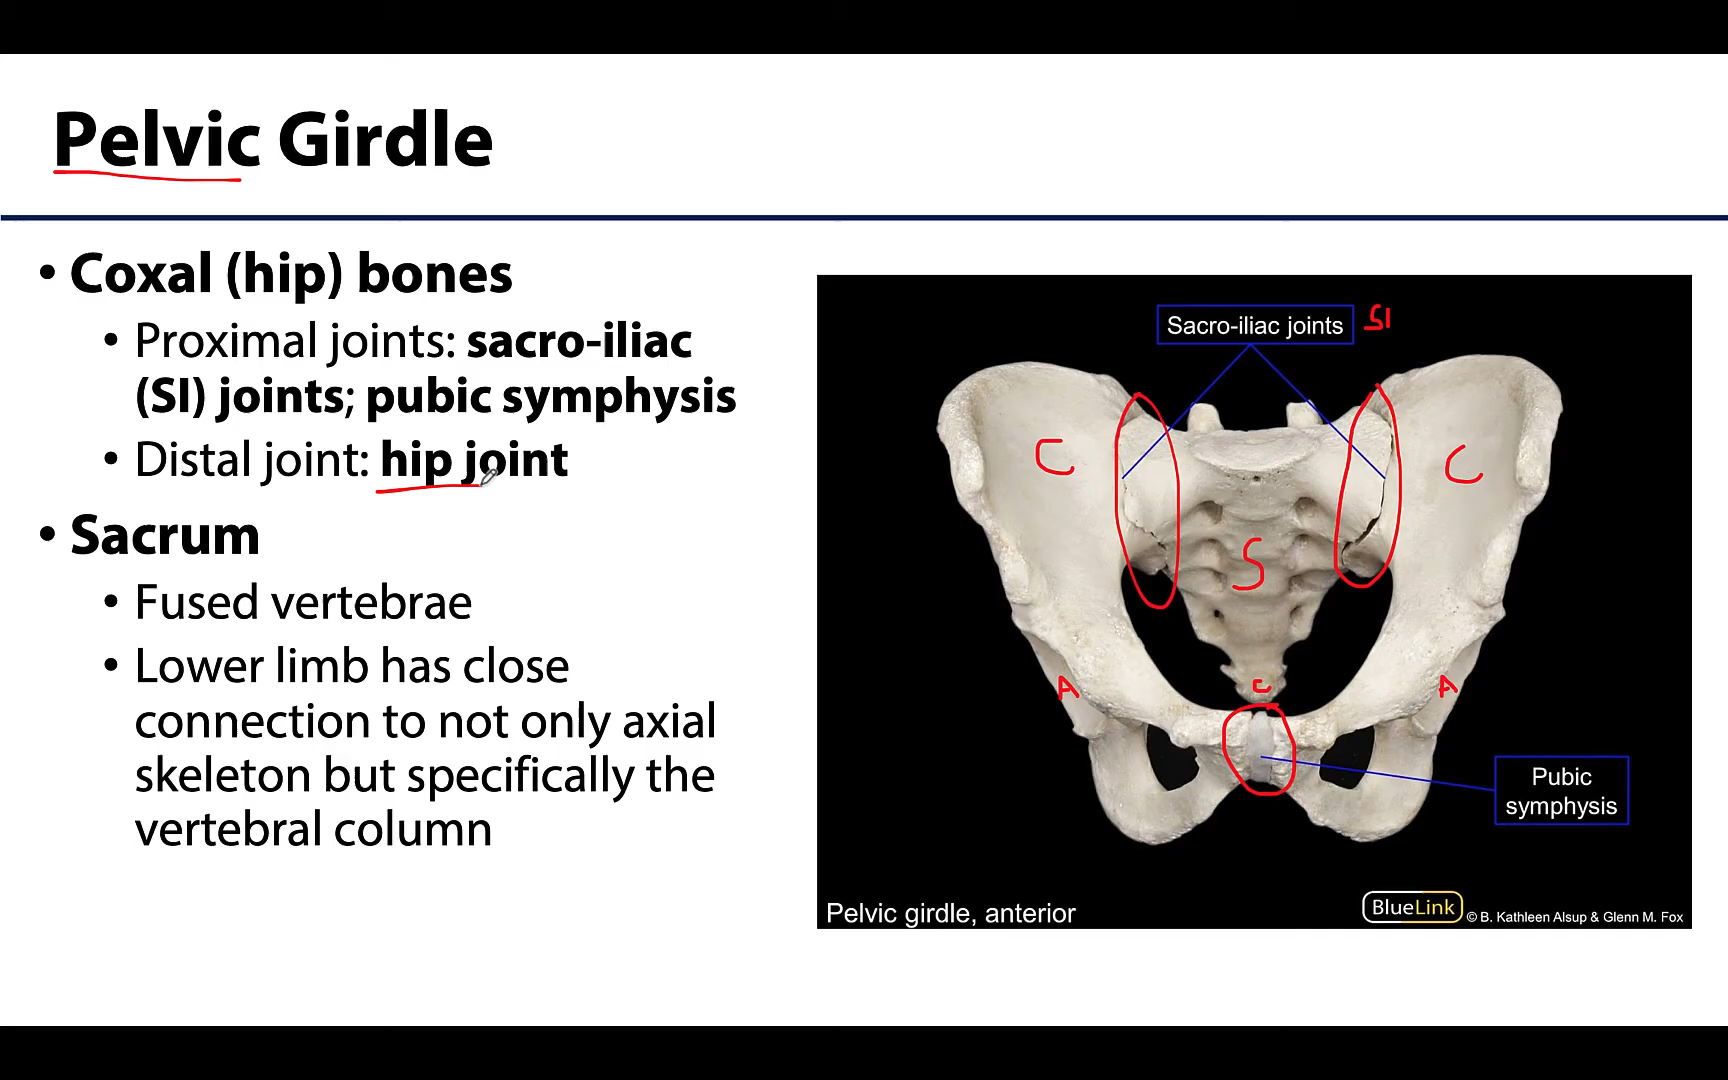 Pelvic Girdle
• Coxal (hip) bones
• Proximal joints: sacro-iliac
(SI) joints; pubic symphysis
• Distal joint: hip joint
• Sacrum
• Fused vertebrae
• Lower limb has close
connection to not only axial
skeleton but specifically the
vertebral column
Sacro-iliac joints SI
C C
S
A c A
Pubic
symphysis
Pelvic girdle, anterior
BlueLink © B. Kathleen Alsup & Glenn M. Fox